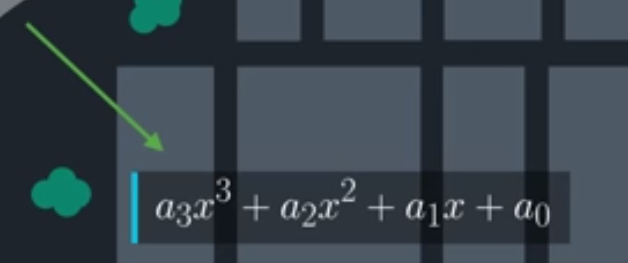 a₃x³ + a₂x² + a₁x + a₀